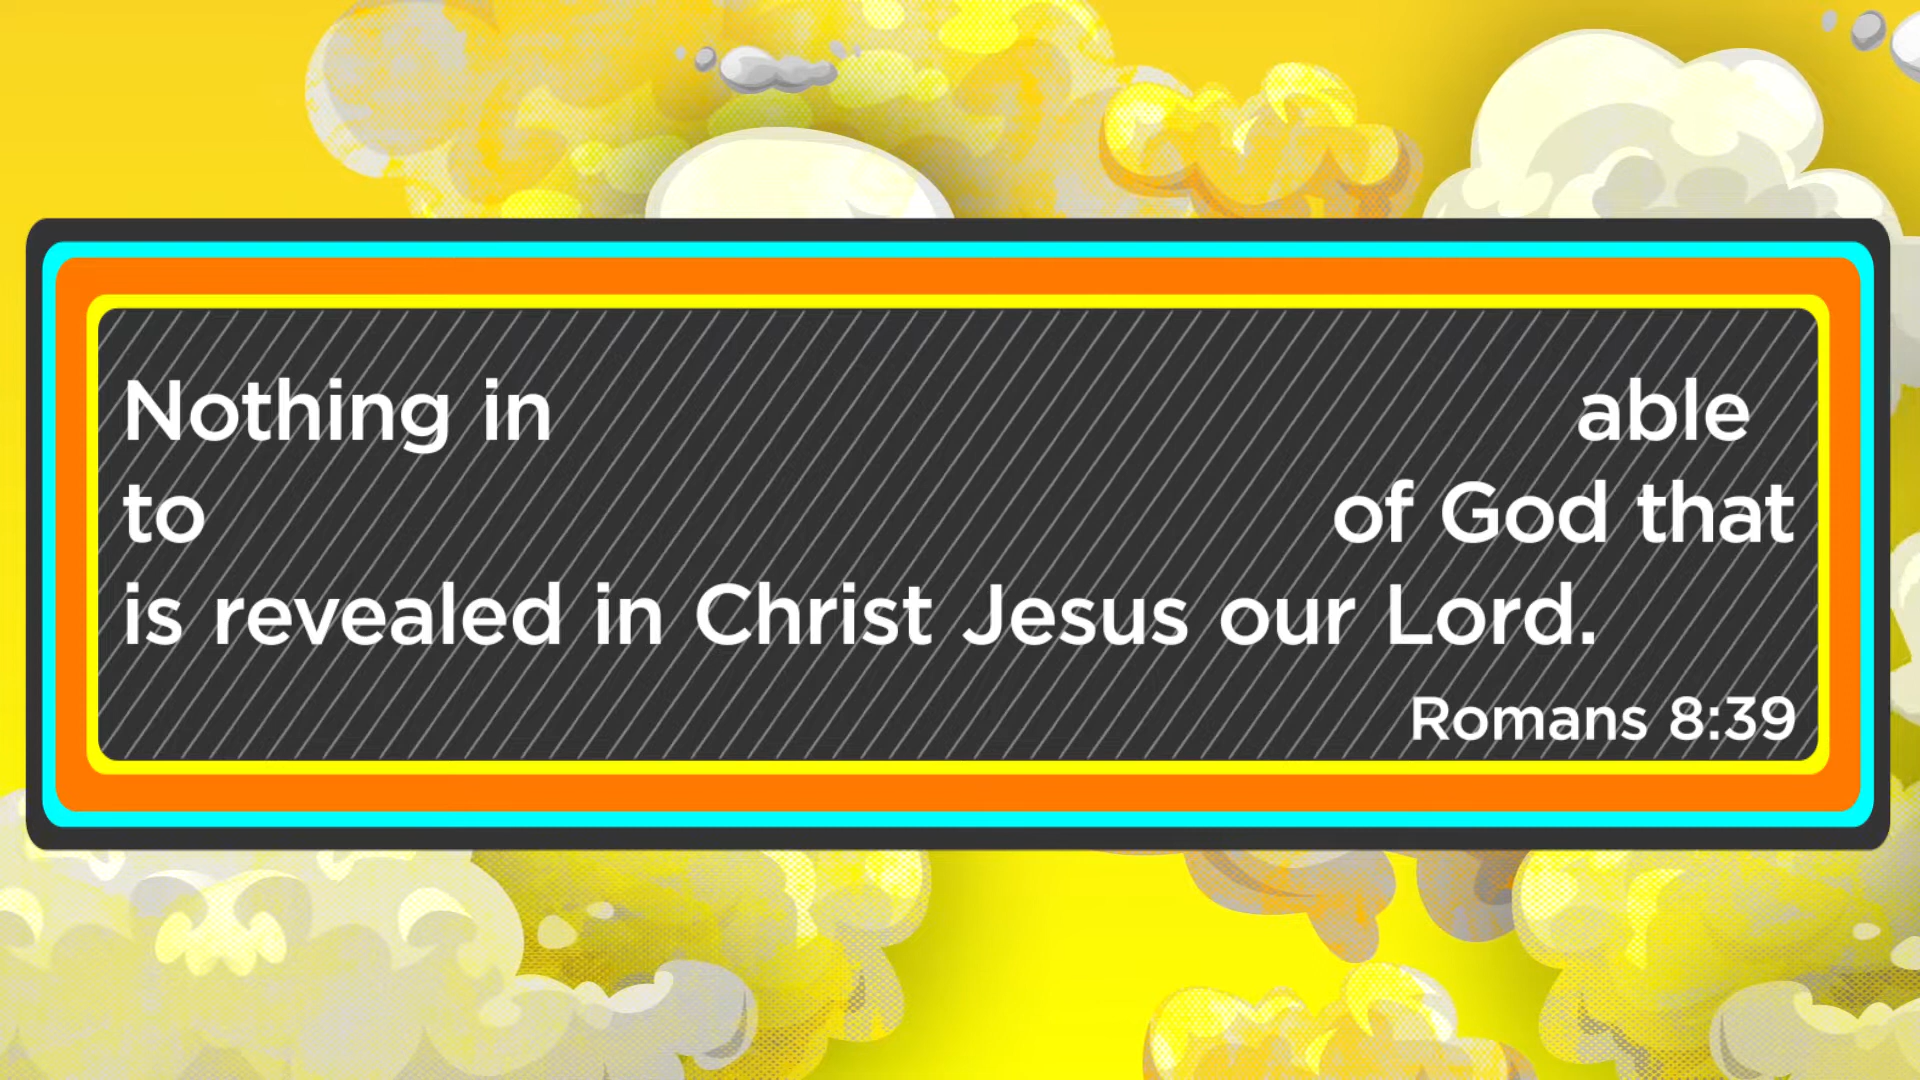 Nothing in able
to of God that
is revealed in Christ Jesus our Lord.
Romans 8:39